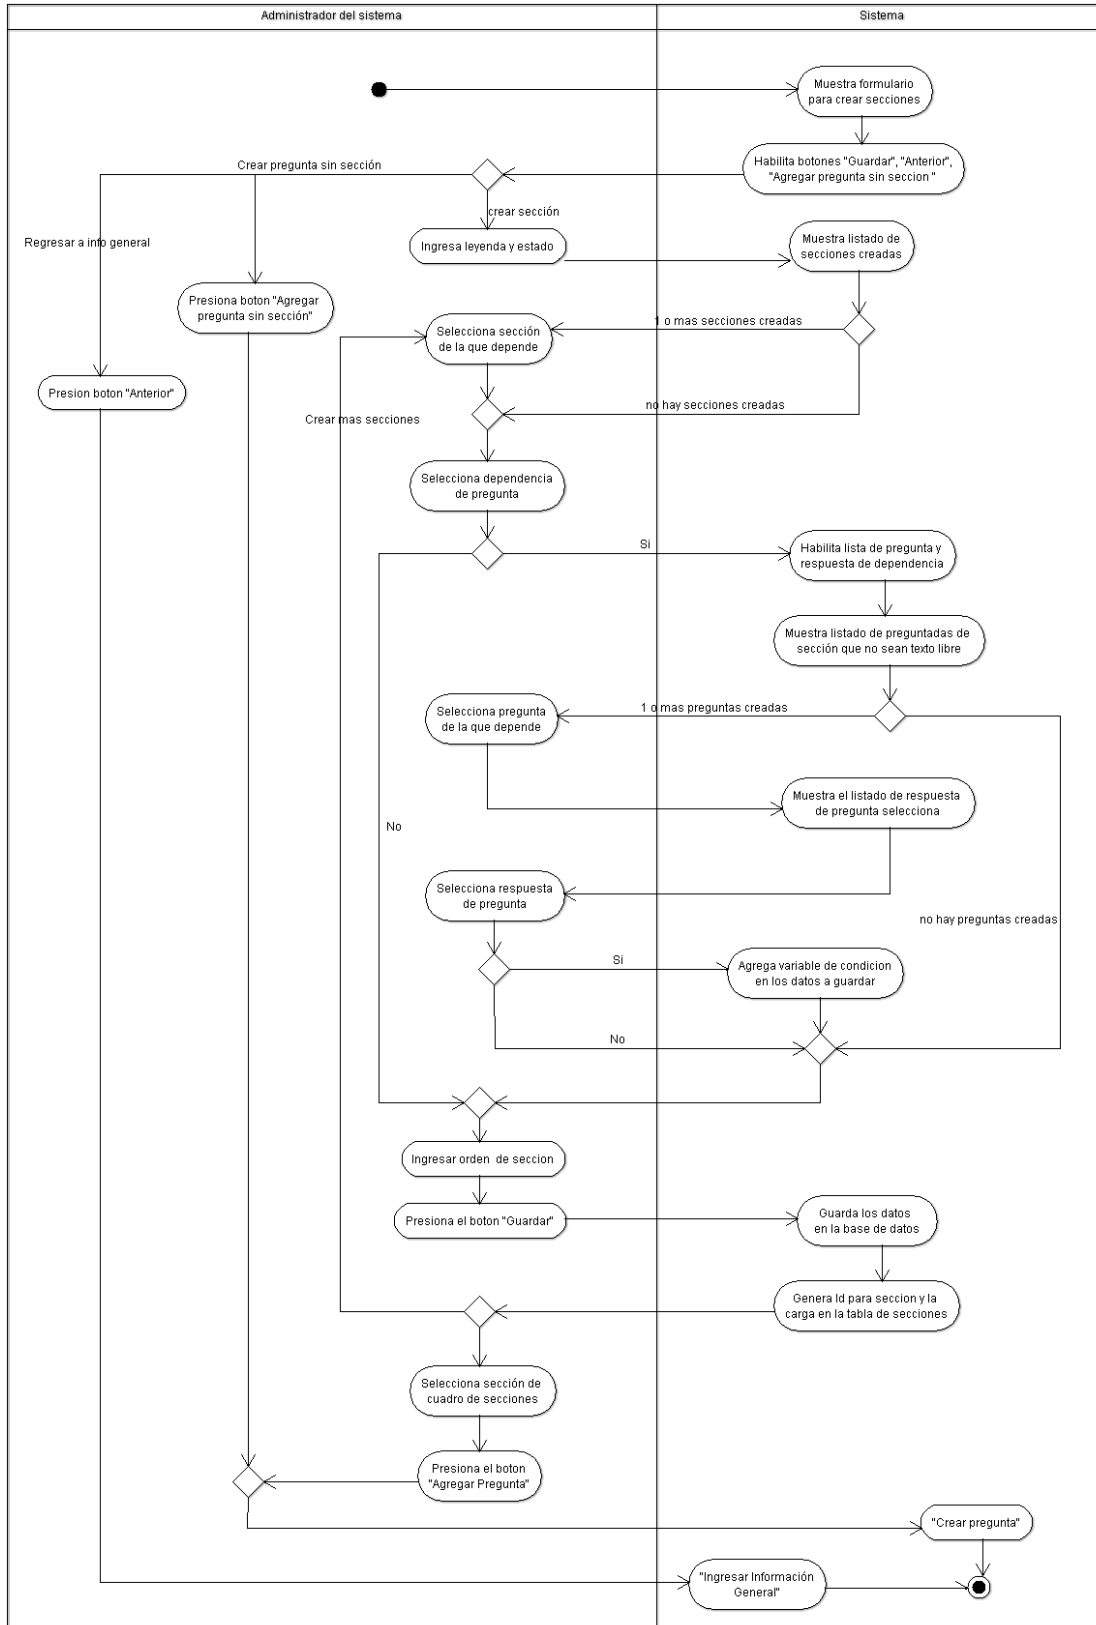 Administrador del sistema
Sistema
Muestra formulario
para crear secciones
Habilita botones "Guardar", "Anterior",
"Agregar pregunta sin seccion "
Crear pregunta sin sección
crear sección
Regresar a info general
Ingresa leyenda y estado
Muestra listado de
secciones creadas
Presiona boton "Agregar
pregunta sin sección"
1 o mas secciones creadas
Selecciona sección
de la que depende
Presion boton "Anterior"
no hay secciones creadas
Crear mas secciones
Selecciona dependencia
de pregunta
Si
Habilita lista de pregunta y
respuesta de dependencia
Muestra listado de preguntadas de
sección que no sean texto libre
1 o mas preguntas creadas
Selecciona pregunta
de la que depende
Muestra el listado de respuesta
de pregunta selecciona
No
Selecciona respuesta
de pregunta
no hay preguntas creadas
Si
Agrega variable de condicion
en los datos a guardar
No
Ingresar orden  de seccion
Presiona el boton "Guardar"
Guarda los datos
en la base de datos
Genera Id para seccion y la
carga en la tabla de secciones
Selecciona sección de
cuadro de secciones
Presiona el boton
"Agregar Pregunta"
"Crear pregunta"
"Ingresar Información
General"